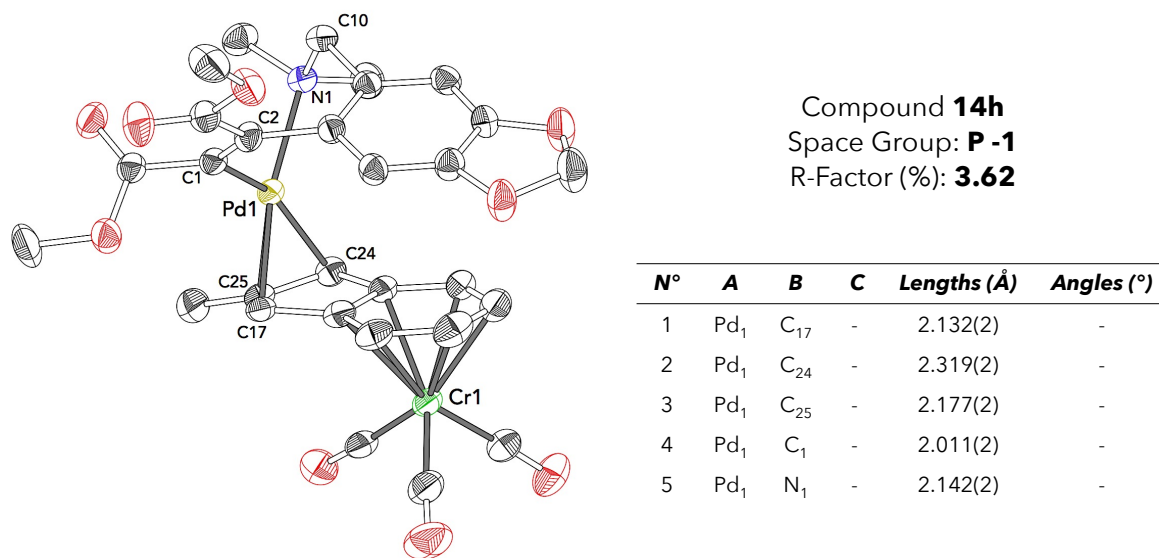 C10
N1
C2
C1
Pd1
C24
C25
C17
Cr1
Compound 14h
Space Group: P -1
R-Factor (%): 3.62
N° A B C Lengths (Å) Angles (°)
1 Pd₁ C₁₇ - 2.132(2) -
2 Pd₁ C₂₄ - 2.319(2) -
3 Pd₁ C₂₅ - 2.177(2) -
4 Pd₁ C₁ - 2.011(2) -
5 Pd₁ N₁ - 2.142(2) -